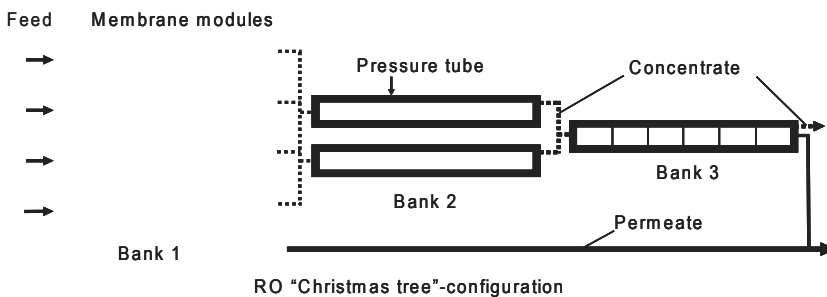 Feed
Membrane modules
Pressure tube
Concentrate
Bank 3
Bank 2
Permeate
Bank 1
RO “Christmas tree”-configuration